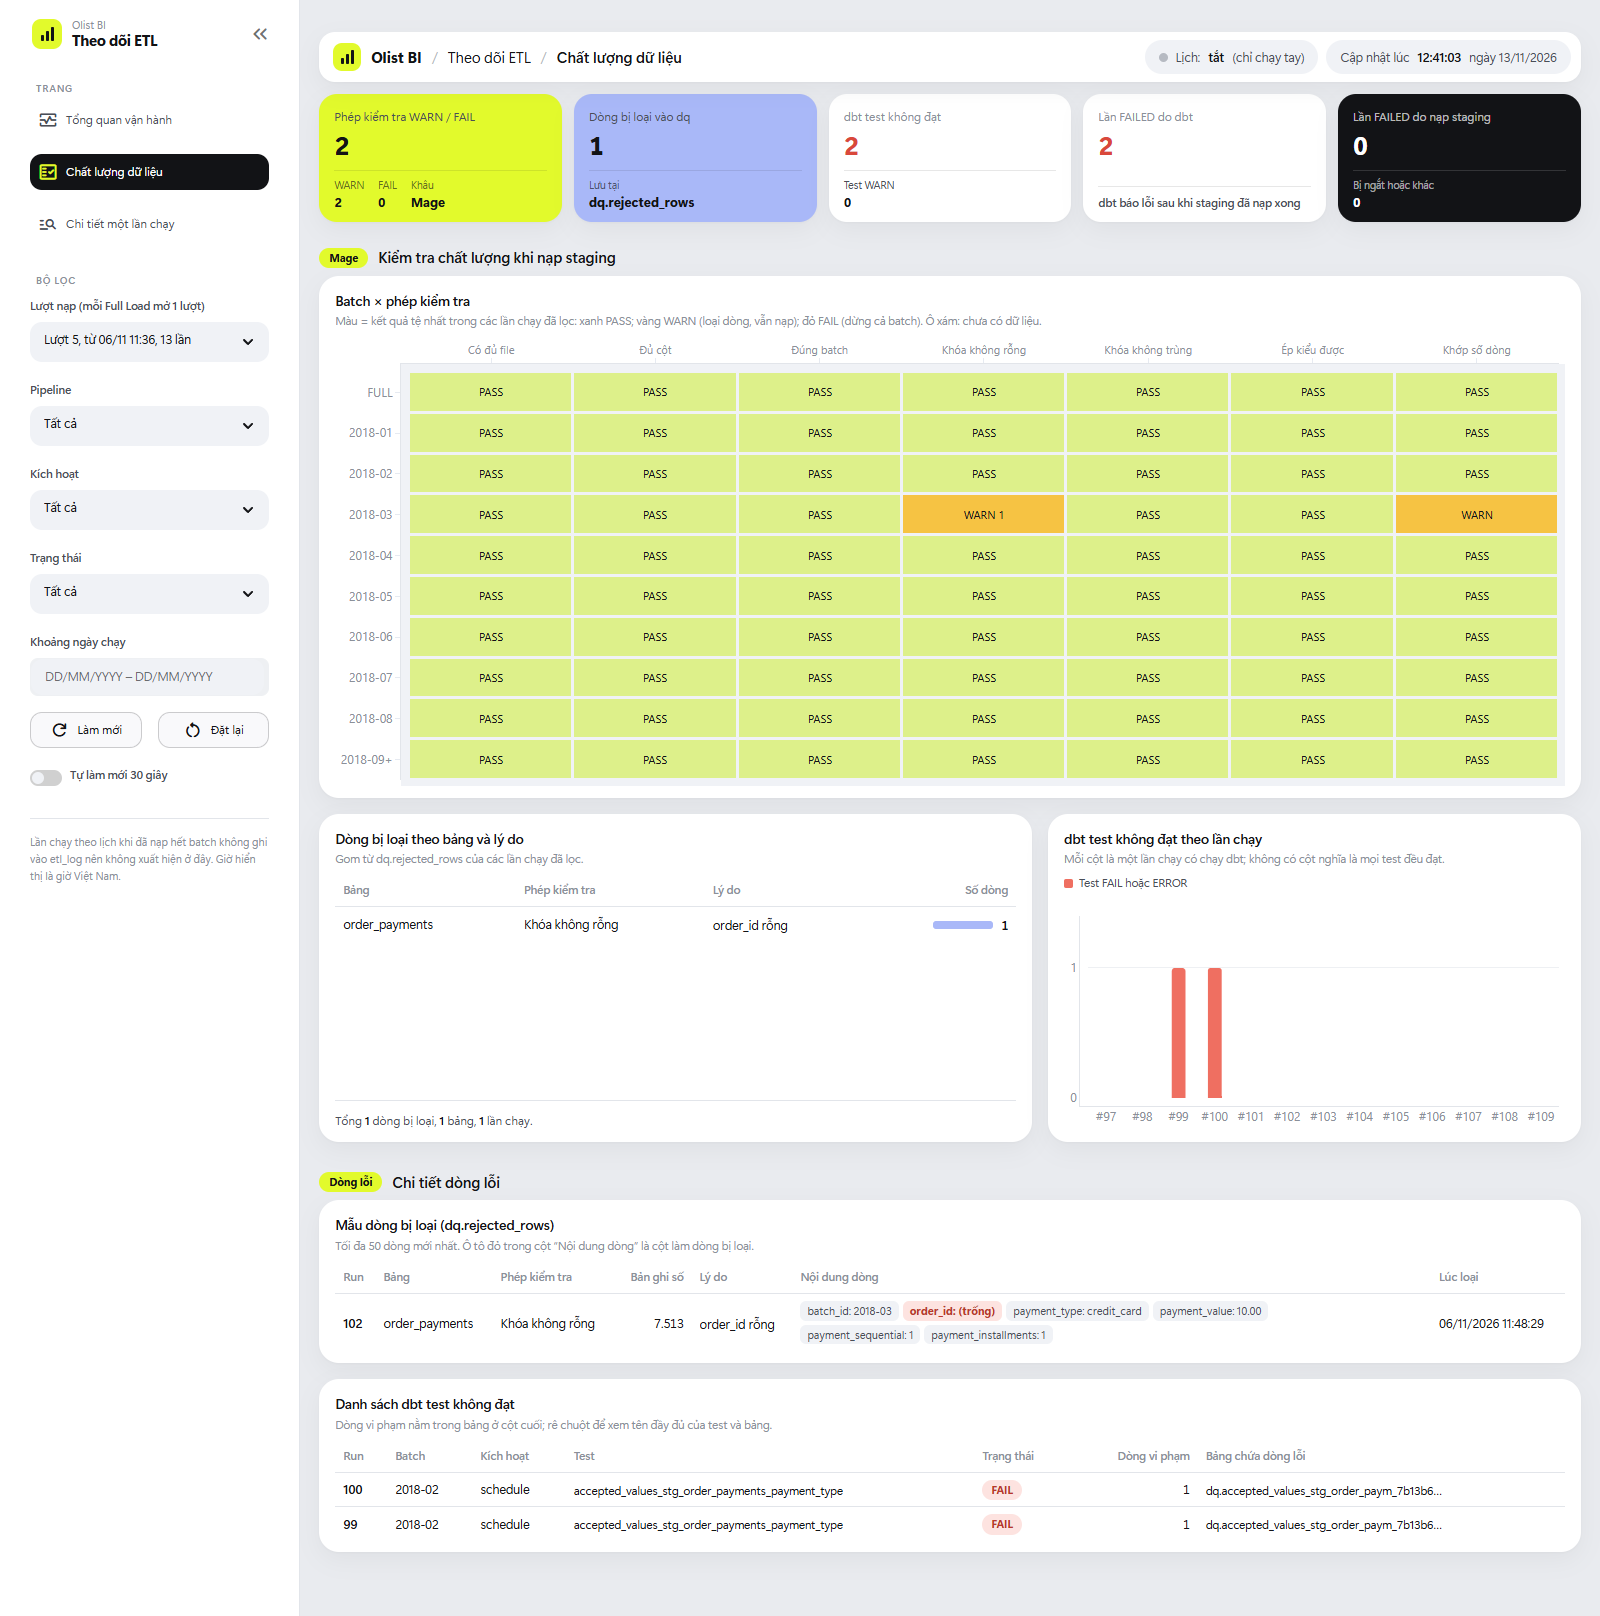 Olist BI
Theo dõi ETL
TRANG
Tổng quan vận hành
Chất lượng dữ liệu
Chi tiết một lần chạy
BỘ LỌC
Lượt nạp (mỗi Full Load mở 1 lượt)
Lượt 5, từ 06/11 11:36, 13 lần
Pipeline
Tất cả
Kích hoạt
Tất cả
Trạng thái
Tất cả
Khoảng ngày chạy
DD/MM/YYYY – DD/MM/YYYY
Làm mới
Đặt lại
Tự làm mới 30 giây
Lần chạy theo lịch khi đã nạp hết batch không ghi
vào etl_log nên không xuất hiện ở đây. Giờ hiển
thị là giờ Việt Nam.
Olist BI / Theo dõi ETL / Chất lượng dữ liệu
Lịch: tắt (chỉ chạy tay)
Cập nhật lúc 12:41:03 ngày 13/11/2026
Phép kiểm tra WARN / FAIL
2
WARN FAIL Khâu
2 0 Mage
Dòng bị loại vào dq
1
Lưu tại
dq.rejected_rows
dbt test không đạt
2
Test WARN
0
Lần FAILED do dbt
2
dbt báo lỗi sau khi staging đã nạp xong
Lần FAILED do nạp staging
0
Bị ngắt hoặc khác
0
Mage Kiểm tra chất lượng khi nạp staging
Batch × phép kiểm tra
Màu = kết quả tệ nhất trong các lần chạy đã lọc: xanh PASS; vàng WARN (loại dòng, vẫn nạp); đỏ FAIL (dừng cả batch). Ô xám: chưa có dữ liệu.
Có đủ file Đủ cột Đúng batch Khóa không rỗng Khóa không trùng Ép kiểu được Khớp số dòng
FULL PASS PASS PASS PASS PASS PASS PASS
2018-01 PASS PASS PASS PASS PASS PASS PASS
2018-02 PASS PASS PASS PASS PASS PASS PASS
2018-03 PASS PASS PASS WARN 1 PASS PASS WARN
2018-04 PASS PASS PASS PASS PASS PASS PASS
2018-05 PASS PASS PASS PASS PASS PASS PASS
2018-06 PASS PASS PASS PASS PASS PASS PASS
2018-07 PASS PASS PASS PASS PASS PASS PASS
2018-08 PASS PASS PASS PASS PASS PASS PASS
2018-09+ PASS PASS PASS PASS PASS PASS PASS
Dòng bị loại theo bảng và lý do
Gom từ dq.rejected_rows của các lần chạy đã lọc.
Bảng Phép kiểm tra Lý do Số dòng
order_payments Khóa không rỗng order_id rỗng 1
Tổng 1 dòng bị loại, 1 bảng, 1 lần chạy.
dbt test không đạt theo lần chạy
Mỗi cột là một lần chạy có chạy dbt; không có cột nghĩa là mọi test đều đạt.
Test FAIL hoặc ERROR
1
0
#97 #98 #99 #100 #101 #102 #103 #104 #105 #106 #107 #108 #109
Dòng lỗi Chi tiết dòng lỗi
Mẫu dòng bị loại (dq.rejected_rows)
Tối đa 50 dòng mới nhất. Ô tô đỏ trong cột "Nội dung dòng" là cột làm dòng bị loại.
Run Bảng Phép kiểm tra Bản ghi số Lý do Nội dung dòng Lúc loại
102 order_payments Khóa không rỗng 7.513 order_id rỗng batch_id: 2018-03 order_id: (trống) payment_type: credit_card payment_value: 10.00 06/11/2026 11:48:29
payment_sequential: 1 payment_installments: 1
Danh sách dbt test không đạt
Dòng vi phạm nằm trong bảng ở cột cuối; rê chuột để xem tên đầy đủ của test và bảng.
Run Batch Kích hoạt Test Trạng thái Dòng vi phạm Bảng chứa dòng lỗi
100 2018-02 schedule accepted_values_stg_order_payments_payment_type FAIL 1 dq.accepted_values_stg_order_paym_7b13b6...
99 2018-02 schedule accepted_values_stg_order_payments_payment_type FAIL 1 dq.accepted_values_stg_order_paym_7b13b6...